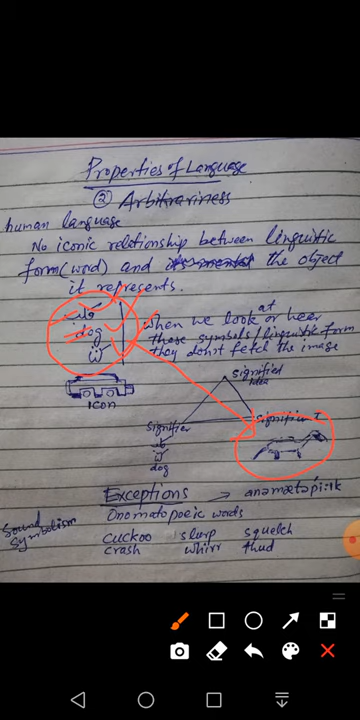 Properties of Language
② Arbitrariness
human language
No iconic relationship between linguistic
form (word) and the object
it represents.
dog
When we look at or hear
these symbols/linguistic form
they don't fetch the image
ICON
Signified
idea
Signifier
dog
Exceptions → 
Onomatopoeic words
Sound
Symbolism
cuckoo slurp squelch
crash whirr thud